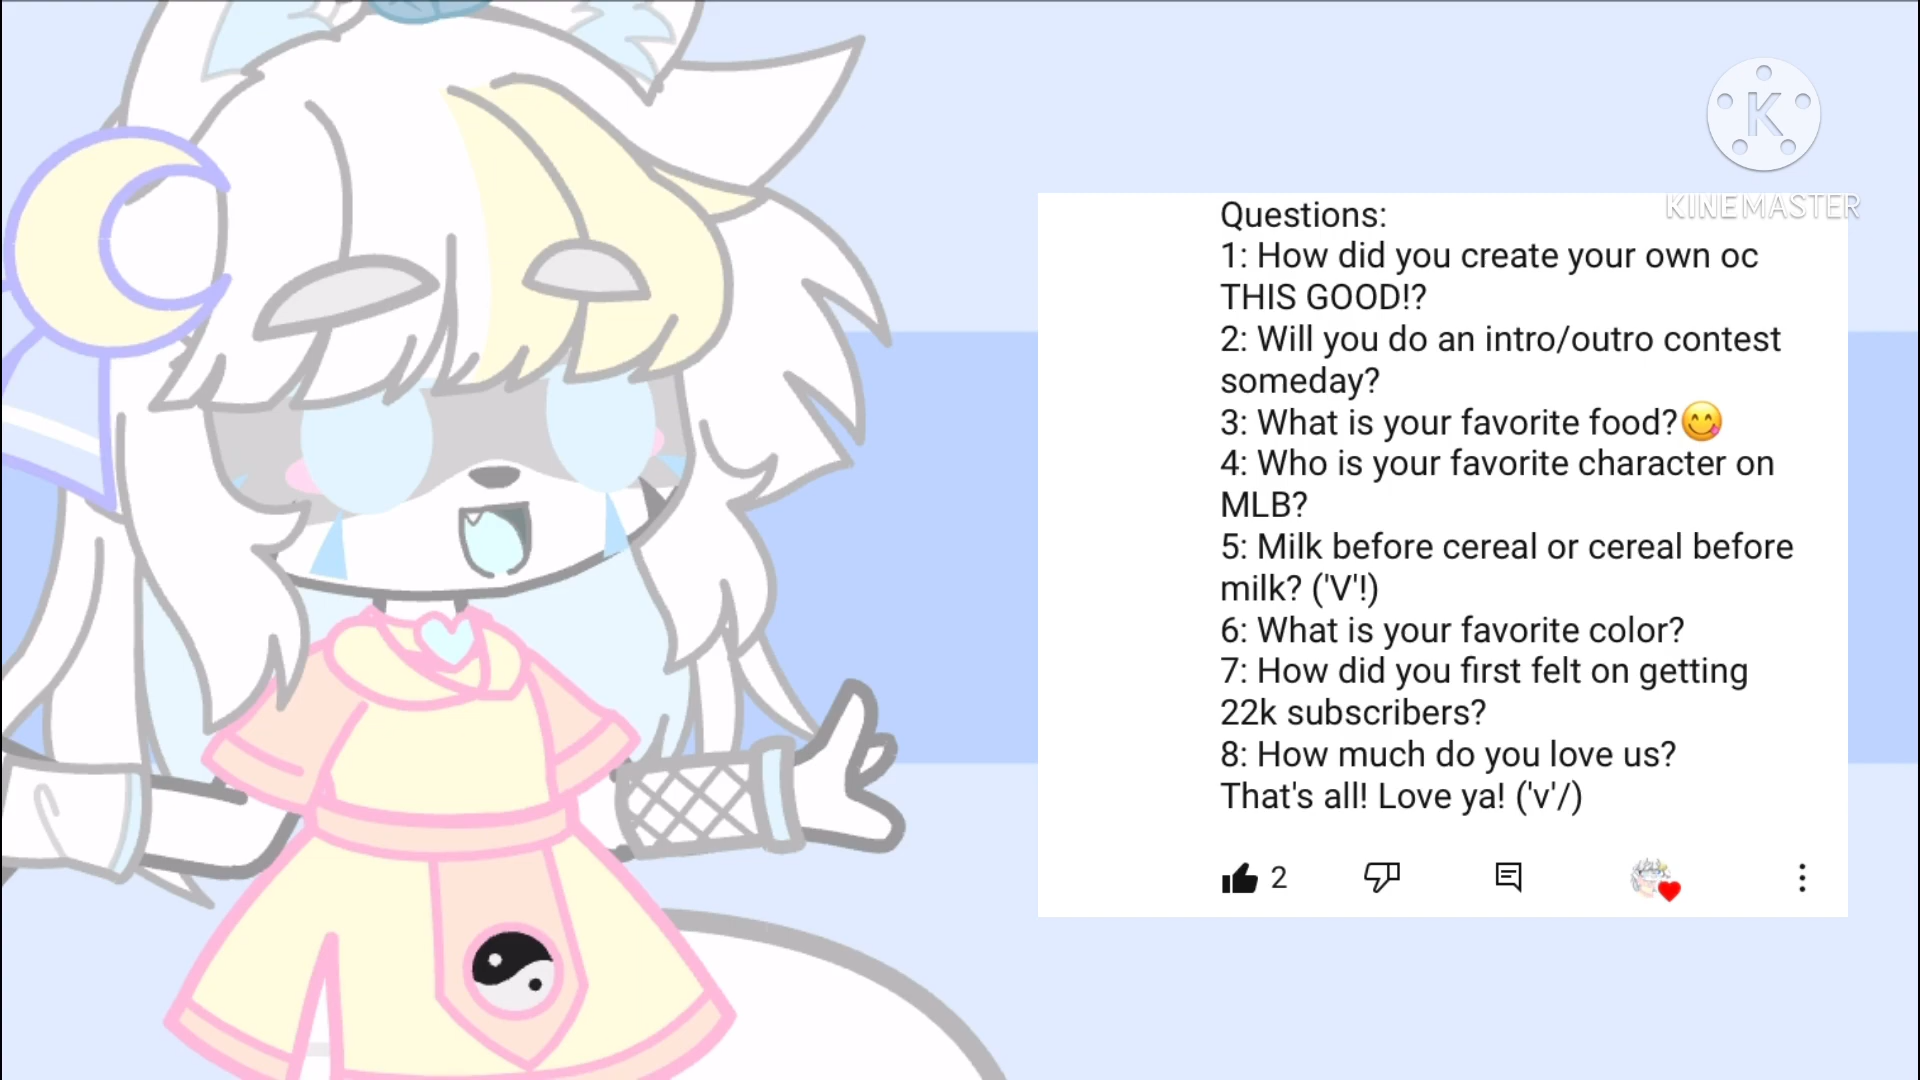 K
KINEMASTER
Questions:
1: How did you create your own oc
THIS GOOD!?
2: Will you do an intro/outro contest
someday?
3: What is your favorite food?😋
4: Who is your favorite character on
MLB?
5: Milk before cereal or cereal before
milk? ('V'!)
6: What is your favorite color?
7: How did you first felt on getting
22k subscribers?
8: How much do you love us?
That's all! Love ya! ('v'/)
2